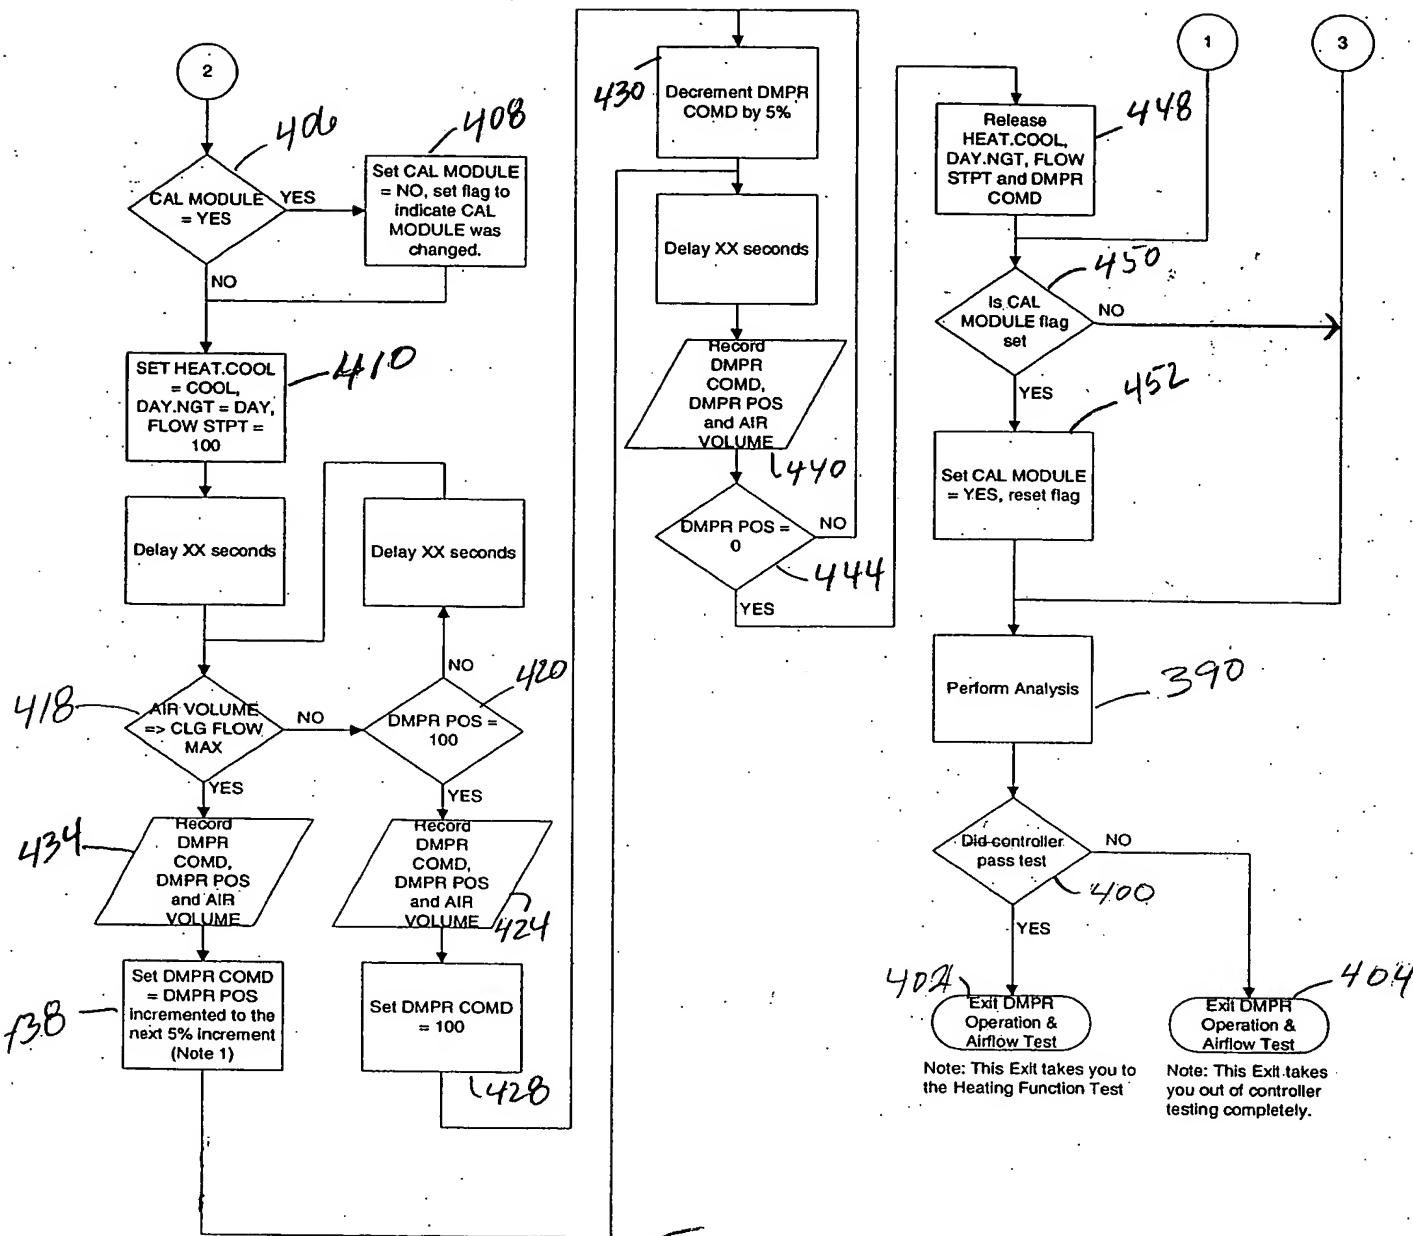 2
406
CAL MODULE
= YES
YES
NO
408
Set CAL MODULE
= NO, set flag to
indicate CAL
MODULE was
changed.
410
SET HEAT.COOL
= COOL,
DAY.NGT = DAY,
FLOW STPT =
100
Delay XX seconds
Delay XX seconds
418
AIR VOLUME
=> CLG FLOW
MAX
NO
YES
420
DMPR POS =
100
NO
YES
434
Record
DMPR
COMD,
DMPR POS
and AIR
VOLUME
424
Record
DMPR
COMD,
DMPR POS
and AIR
VOLUME
438
Set DMPR COMD
= DMPR POS
incremented to the
next 5% increment
(Note 1)
Set DMPR COMD
= 100
428
430
Decrement DMPR
COMD by 5%
Delay XX seconds
Record
DMPR
COMD,
DMPR POS
and AIR
VOLUME
440
DMPR POS =
0
NO
444
YES
1
3
448
Release
HEAT.COOL,
DAY.NGT, FLOW
STPT and DMPR
COMD
450
Is CAL
MODULE flag
set
NO
YES
452
Set CAL MODULE
= YES, reset flag
Perform Analysis
390
Did controller
pass test
NO
400
YES
402
Exit DMPR
Operation &
Airflow Test
Note: This Exit takes you to
the Heating Function Test
404
Exit DMPR
Operation &
Airflow Test
Note: This Exit takes
you out of controller
testing completely.